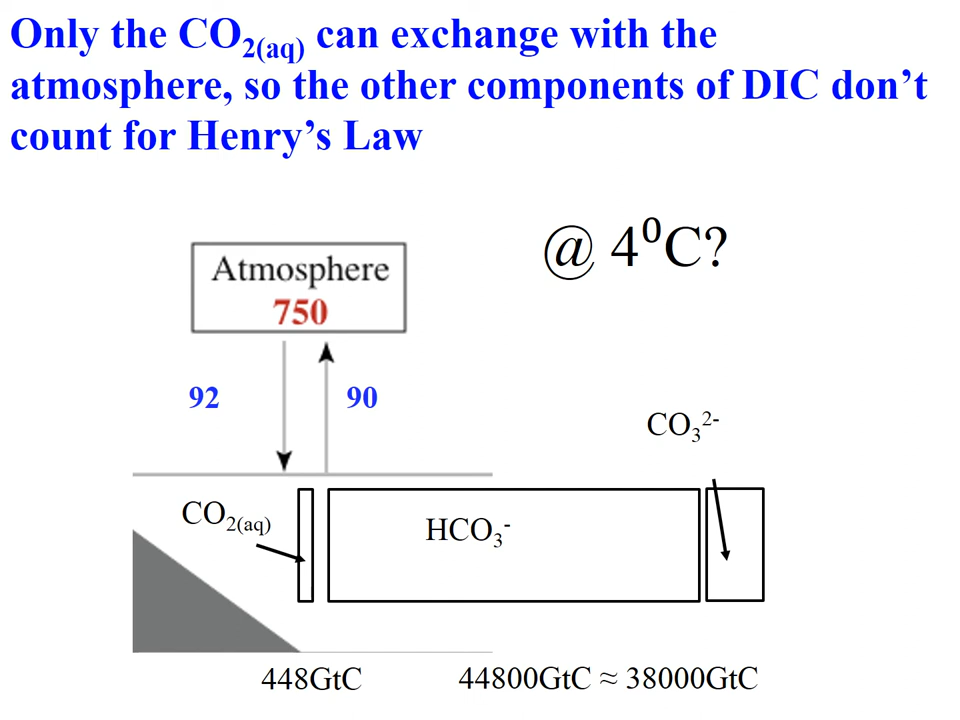 Only the CO₂₍ₐq₎ can exchange with the
atmosphere, so the other components of DIC don’t
count for Henry’s Law
@ 4⁰C?
Atmosphere
750
92
90
CO₃²⁻
CO₂₍ₐq₎
HCO₃⁻
448GtC
44800GtC ≈ 38000GtC